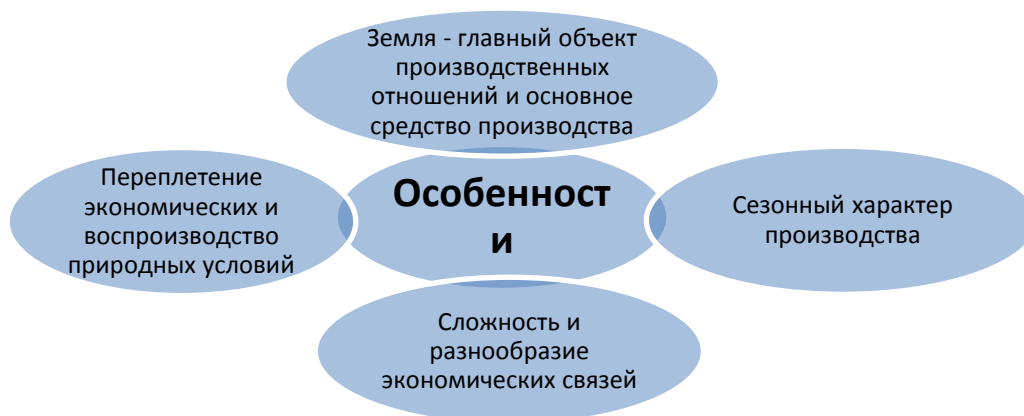 Земля - главный объект
производственных
отношений и основное
средство производства
Переплетение
экономических и
воспроизводство
природных условий
Особенност
и
Сезонный характер
производства
Сложность и
разнообразие
экономических связей